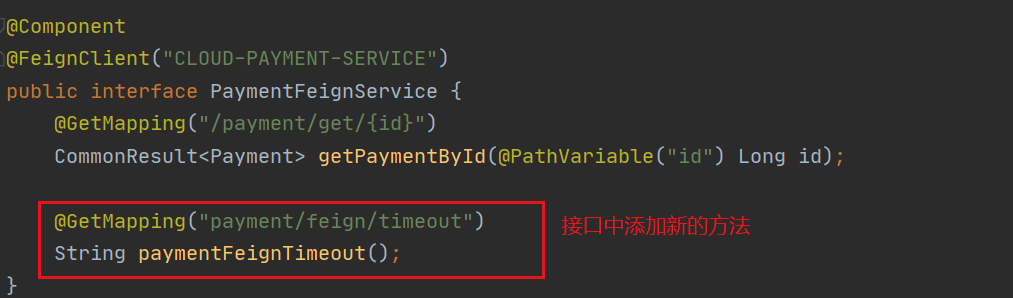 @Component
@FeignClient("CLOUD-PAYMENT-SERVICE")
public interface PaymentFeignService {
    @GetMapping("/payment/get/{id}")
    CommonResult<Payment> getPaymentById(@PathVariable("id") Long id);
    @GetMapping("payment/feign/timeout")
    String paymentFeignTimeout();
接口中添加新的方法
}